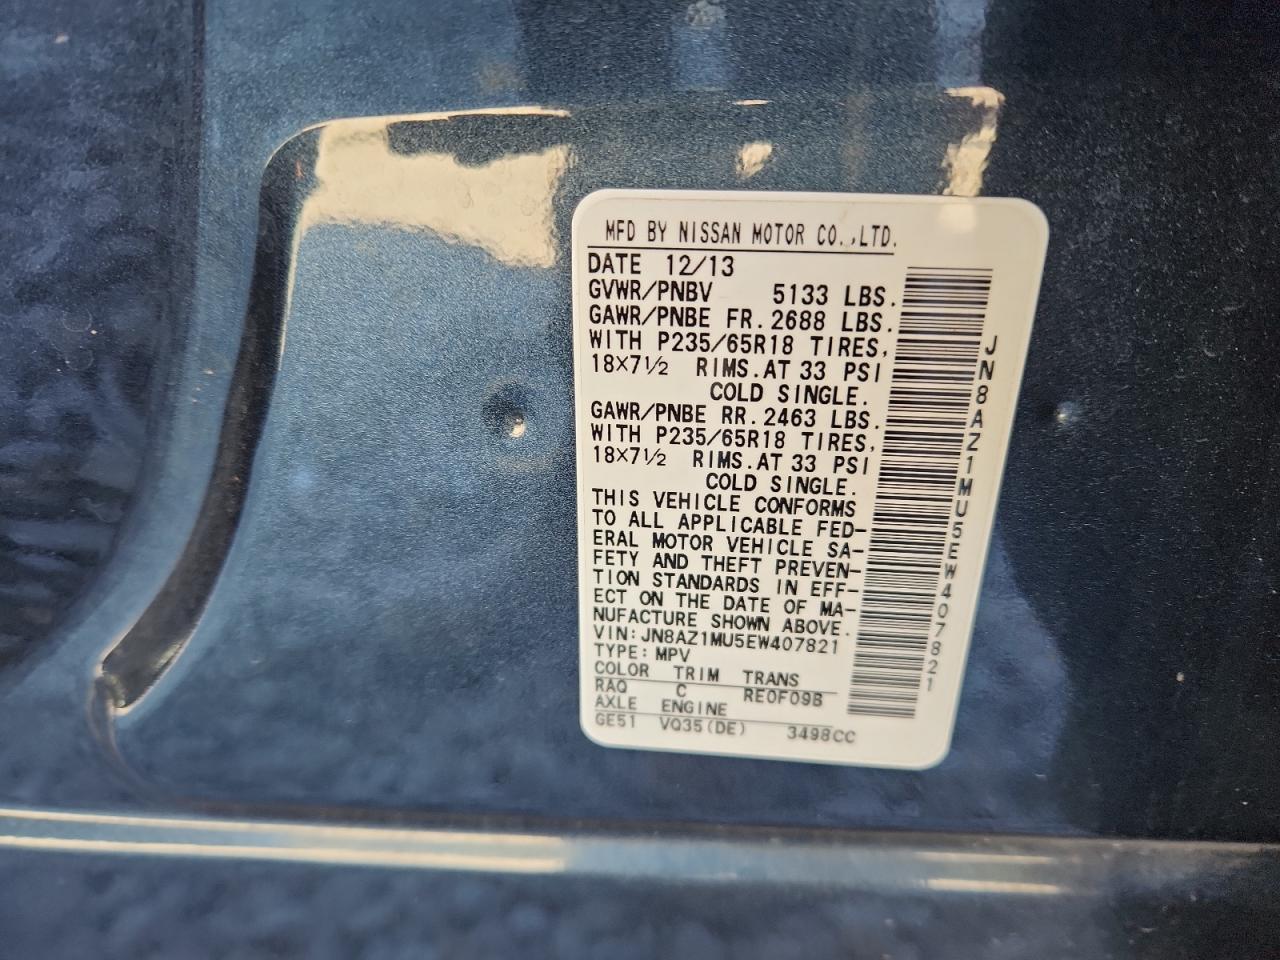 MFD BY NISSAN MOTOR CO.,LTD.
DATE 12/13
GVWR/PNBV 5133 LBS.
GAWR/PNBE FR.2688 LBS.
WITH P235/65R18 TIRES,
18×7½ RIMS.AT 33 PSI
COLD SINGLE.
GAWR/PNBE RR.2463 LBS.
WITH P235/65R18 TIRES,
18×7½ RIMS.AT 33 PSI
COLD SINGLE.
THIS VEHICLE CONFORMS
TO ALL APPLICABLE FED-
ERAL MOTOR VEHICLE SA-
FETY AND THEFT PREVEN-
TION STANDARDS IN EFF-
ECT ON THE DATE OF MA-
NUFACTURE SHOWN ABOVE.
VIN:JN8AZ1MU5EW407821
TYPE:MPV
COLOR TRIM TRANS
RAQ C RE0F09B
AXLE ENGINE
GE51 VQ35(DE) 3498CC
JN8AZ1MU5EW407821